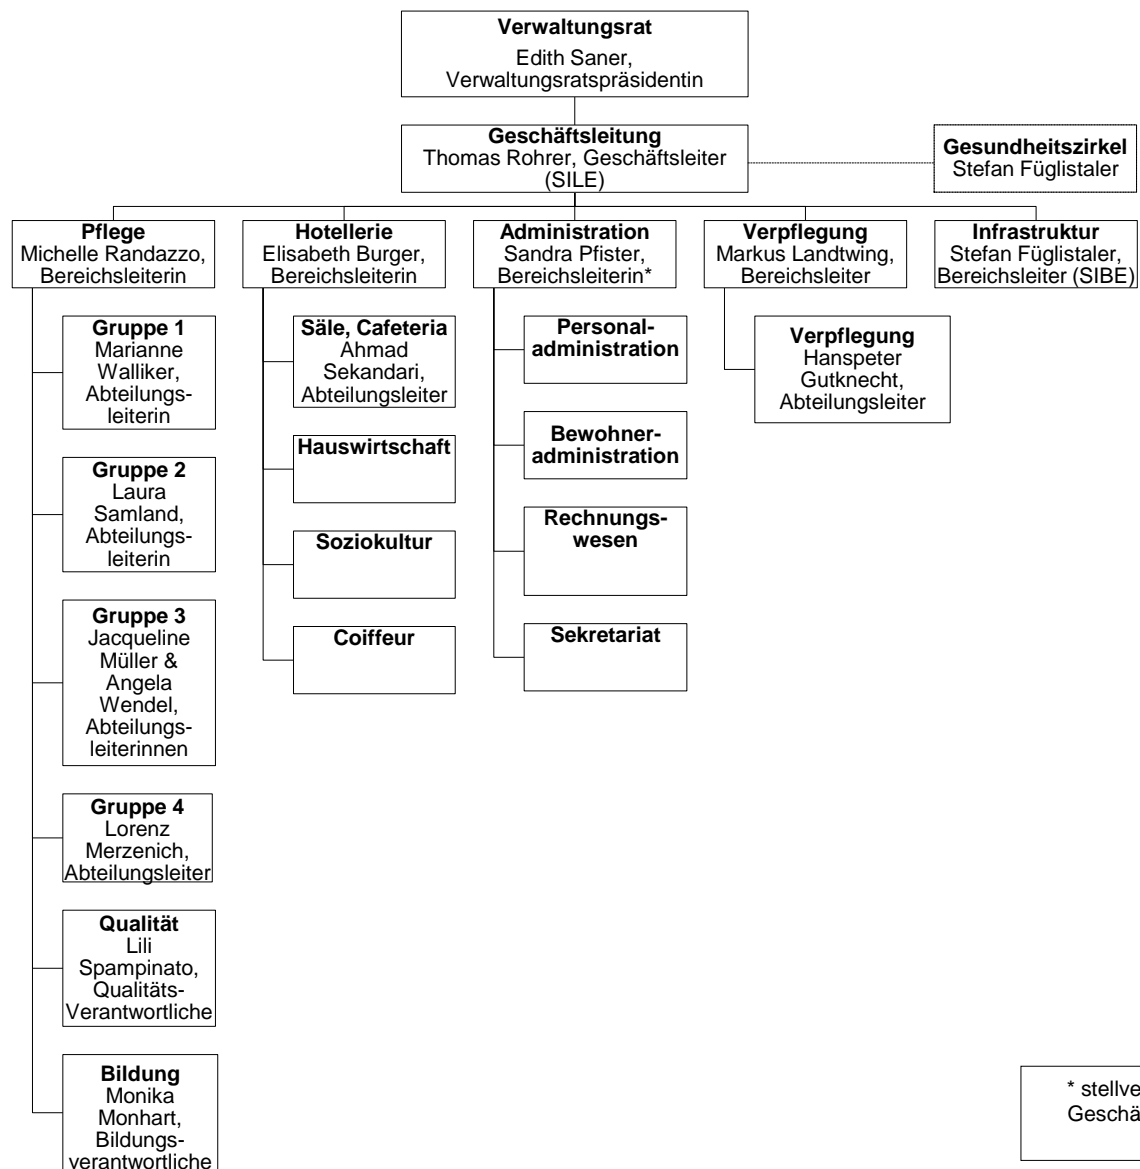 Verwaltungsrat
Edith Saner,
Verwaltungsratspräsidentin
Geschäftsleitung
Thomas Rohrer, Geschäftsleiter
(SILE)
Gesundheitszirkel
Stefan Füglistaler
Pflege
Michelle Randazzo,
Bereichsleiterin
Hotellerie
Elisabeth Burger,
Bereichsleiterin
Administration
Sandra Pfister,
Bereichsleiterin*
Verpflegung
Markus Landtwing,
Bereichsleiter
Infrastruktur
Stefan Füglistaler,
Bereichsleiter (SIBE)
Gruppe 1
Marianne
Walliker,
Abteilungs-
leiterin
Gruppe 2
Laura
Samland,
Abteilungs-
leiterin
Gruppe 3
Jacqueline
Müller &
Angela
Wendel,
Abteilungs-
leiterinnen
Gruppe 4
Lorenz
Merzenich,
Abteilungsleiter
Qualität
Lili
Spampinato,
Qualitäts-
Verantwortliche
Bildung
Monika
Monhart,
Bildungs-
verantwortliche
Säle, Cafeteria
Ahmad
Sekandari,
Abteilungsleiter
Hauswirtschaft
Soziokultur
Coiffeur
Personal-
administration
Bewohner-
administration
Rechnungs-
wesen
Sekretariat
Verpflegung
Hanspeter
Gutknecht,
Abteilungsleiter
* stellve
Geschä